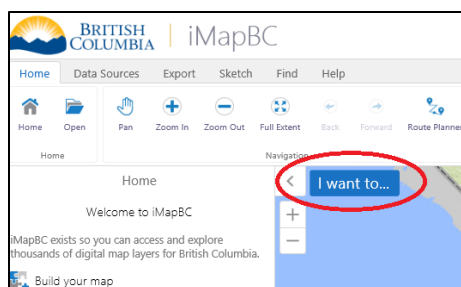 BRITISH
COLUMBIA
iMapBC
Home Data Sources Export Sketch Find Help
Home Open Pan Zoom In Zoom Out Full Extent Back Forward Route Planner
Home Navigation
Home
I want to...
Welcome to iMapBC
iMapBC exists so you can access and explore
thousands of digital map layers for British Columbia.
Build your map